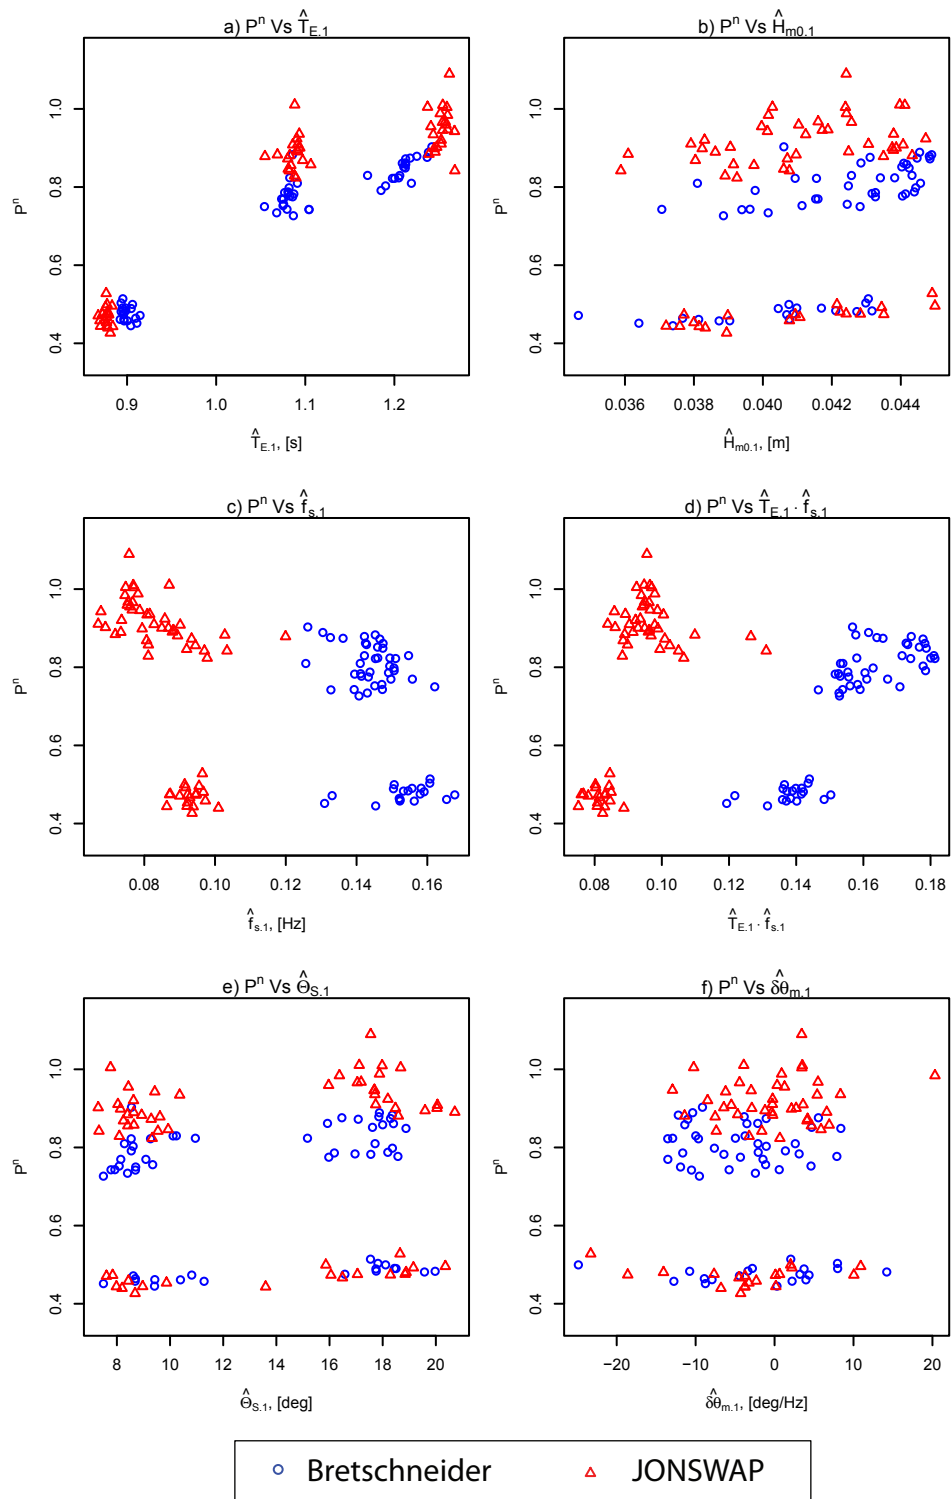 a) Pⁿ Vs T̂E.1
b) Pⁿ Vs Ĥm0.1
1.0
0.8
0.6
0.4
Pⁿ
0.9 1.0 1.1 1.2
T̂E.1, [s]
1.0
0.8
0.6
0.4
Pⁿ
0.036 0.038 0.040 0.042 0.044
Ĥm0.1, [m]
c) Pⁿ Vs f̂s.1
d) Pⁿ Vs T̂E.1 · f̂s.1
1.0
0.8
0.6
0.4
Pⁿ
0.08 0.10 0.12 0.14 0.16
f̂s.1, [Hz]
1.0
0.8
0.6
0.4
Pⁿ
0.08 0.10 0.12 0.14 0.16 0.18
T̂E.1 · f̂s.1
e) Pⁿ Vs Θ̂S.1
f) Pⁿ Vs δ̂θm.1
1.0
0.8
0.6
0.4
Pⁿ
8 10 12 14 16 18 20
Θ̂S.1, [deg]
1.0
0.8
0.6
0.4
Pⁿ
−20 −10 0 10 20
δ̂θm.1, [deg/Hz]
Bretschneider
JONSWAP